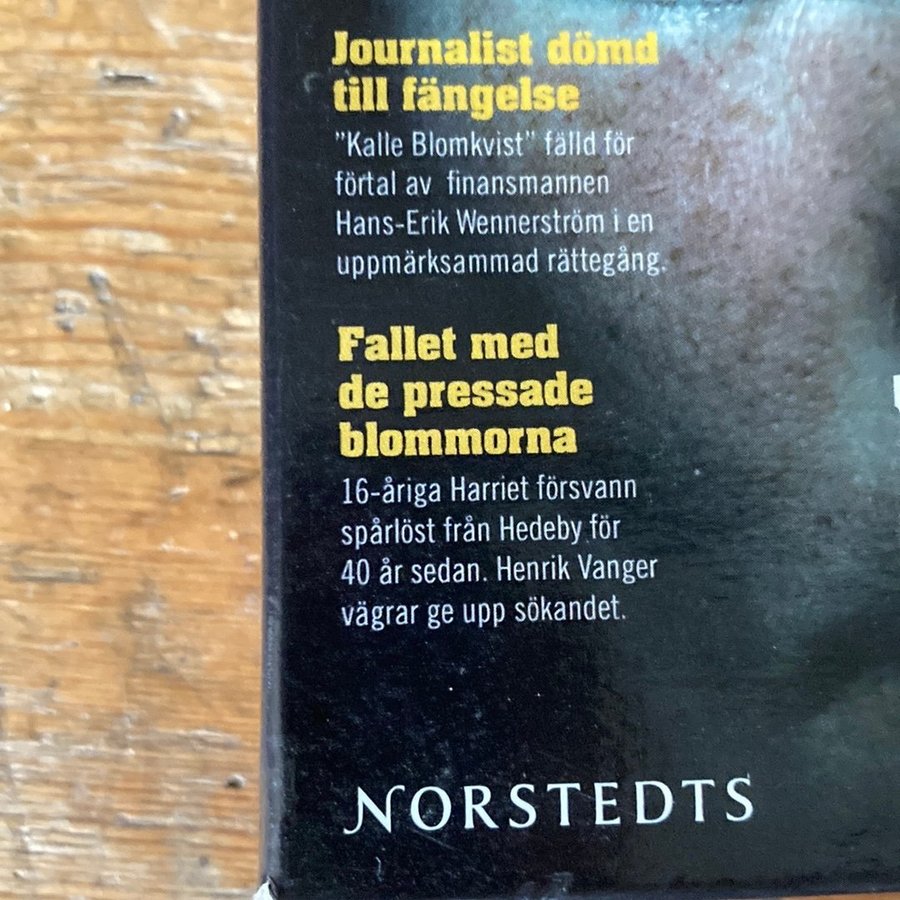 Journalist dömd
till fängelse
”Kalle Blomkvist” fälld för
förtal av finansmannen
Hans-Erik Wennerström i en
uppmärksammad rättegång.
Fallet med
de pressade
blommorna
16-åriga Harriet försvann
spårlöst från Hedeby för
40 år sedan. Henrik Vanger
vägrar ge upp sökandet.
NORSTEDTS